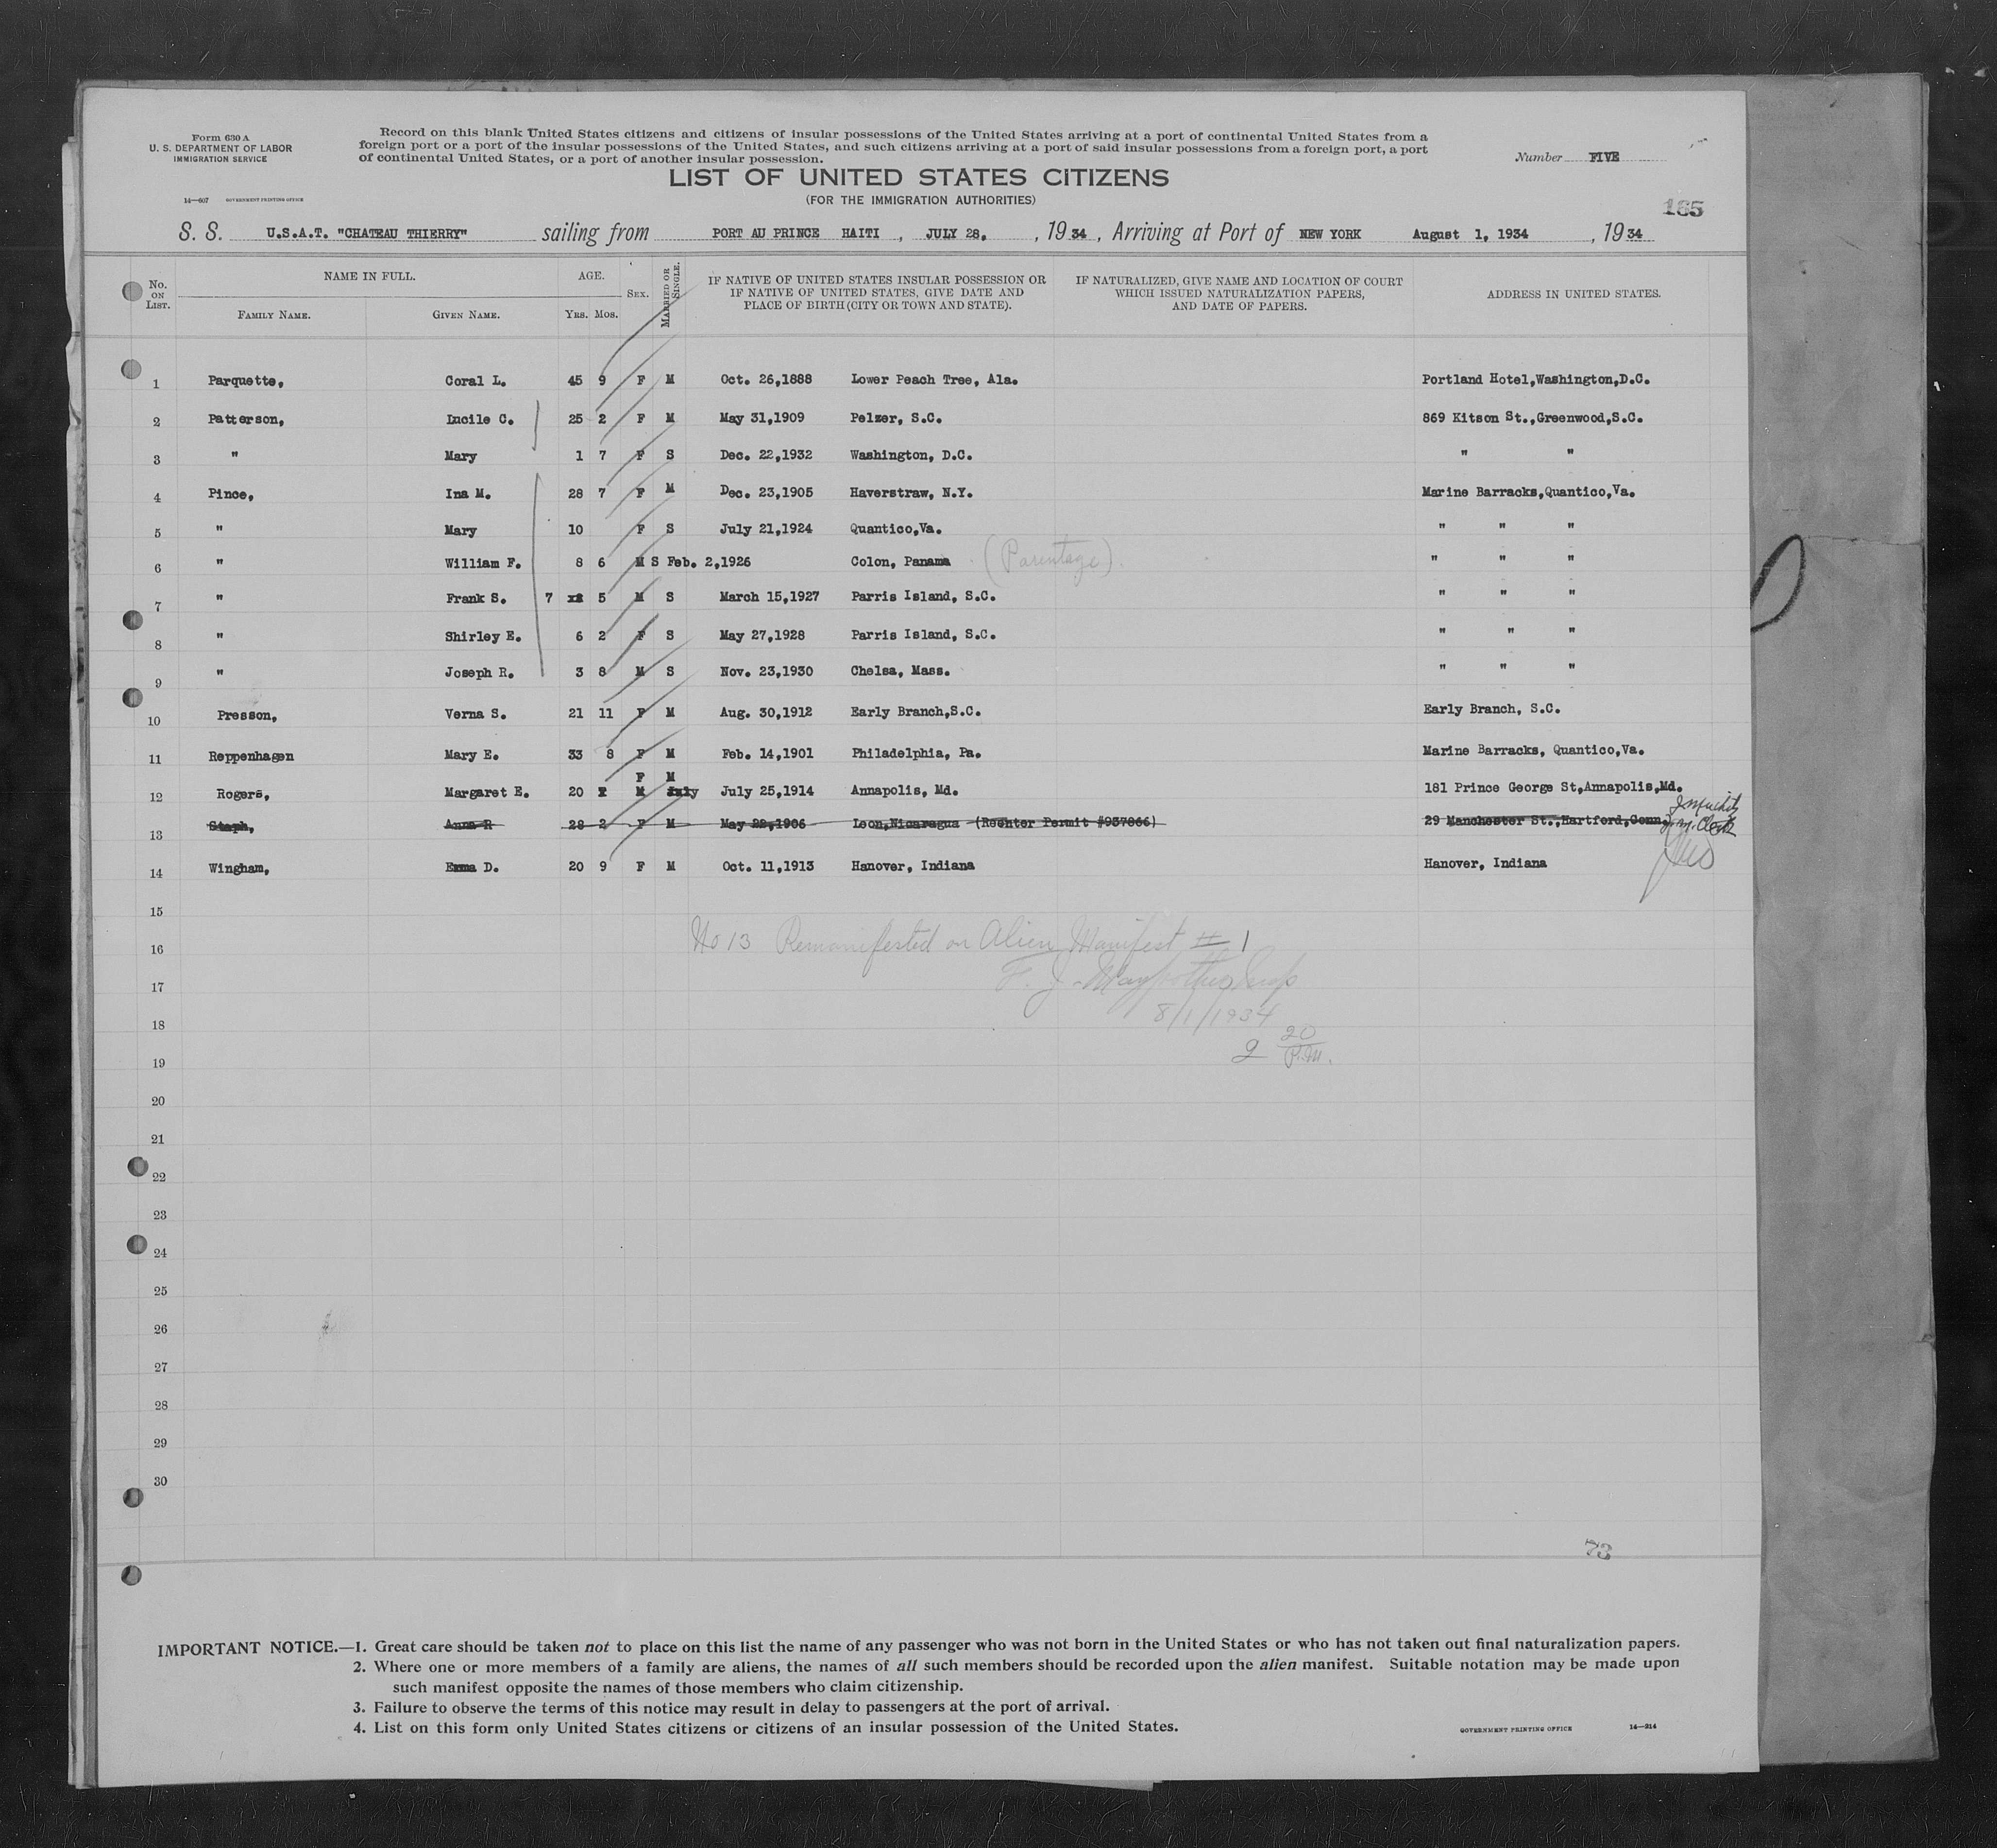 Form 630 A
U. S. DEPARTMENT OF LABOR
IMMIGRATION SERVICE
14—607 GOVERNMENT PRINTING OFFICE
Record on this blank United States citizens and citizens of insular possessions of the United States arriving at a port of continental United States from a
foreign port or a port of the insular possessions of the United States, and such citizens arriving at a port of said insular possessions from a foreign port, a port
of continental United States, or a port of another insular possession.
Number FIVE
LIST OF UNITED STATES CITIZENS
(FOR THE IMMIGRATION AUTHORITIES)
165
S. S. U.S.A.T. "CHATEAU THIERRY" sailing from PORT AU PRINCE HAITI , JULY 28, , 19 34 , Arriving at Port of NEW YORK August 1, 1934 , 19 34
No. ON LIST. NAME IN FULL. FAMILY NAME. GIVEN NAME. AGE. YRS. MOS. SEX. MARRIED OR SINGLE. IF NATIVE OF UNITED STATES INSULAR POSSESSION OR IF NATIVE OF UNITED STATES, GIVE DATE AND PLACE OF BIRTH (CITY OR TOWN AND STATE). IF NATURALIZED, GIVE NAME AND LOCATION OF COURT WHICH ISSUED NATURALIZATION PAPERS, AND DATE OF PAPERS. ADDRESS IN UNITED STATES.
1 Parquette, Coral L. 45 9 F M Oct. 26,1888 Lower Peach Tree, Ala. Portland Hotel,Washington,D.C.
2 Patterson, Lucile C. 25 2 F M May 31,1909 Pelzer, S.C. 869 Kitson St.,Greenwood,S.C.
3 " Mary 1 7 F S Dec. 22,1932 Washington, D.C. " "
4 Pince, Ina M. 28 7 F M Dec. 23,1905 Haverstraw, N.Y. Marine Barracks,Quantico,Va.
5 " Mary 10 F S July 21,1924 Quantico,Va. " " "
6 " William F. 8 6 M S Feb. 2,1926 Colon, Panama (Parentage) " " "
7 " Frank S. 7 xx 5 M S March 15,1927 Parris Island, S.C. " " "
8 " Shirley E. 6 2 F S May 27,1928 Parris Island, S.C. " " "
9 " Joseph R. 3 8 M S Nov. 23,1930 Chelsa, Mass. " " "
10 Presson, Verna S. 21 11 F M Aug. 30,1912 Early Branch,S.C. Early Branch, S.C.
11 Reppenhagen Mary E. 33 8 F M Feb. 14,1901 Philadelphia, Pa. Marine Barracks, Quantico,Va.
F M
12 Rogers, Margaret E. 20 M July July 25,1914 Annapolis, Md. 181 Prince George St,Annapolis,Md.
13 Staph, Anna R 28 2 F M May 22,1906 Leon,Nicaragua (Reenter Permit #937866) 29 Manchester St.,Hartford,Conn.
14 Wingham, Emma D. 20 9 F M Oct. 11,1913 Hanover, Indiana Hanover, Indiana
15
16 No 13 Remanifested on Alien Manifest # 1
17 F. J.
18 8/1/1934
19 2 20 P.M.
20
21
22
23
24
25
26
27
28
29
30
73
IMPORTANT NOTICE.—1. Great care should be taken not to place on this list the name of any passenger who was not born in the United States or who has not taken out final naturalization papers.
2. Where one or more members of a family are aliens, the names of all such members should be recorded upon the alien manifest. Suitable notation may be made upon
such manifest opposite the names of those members who claim citizenship.
3. Failure to observe the terms of this notice may result in delay to passengers at the port of arrival.
4. List on this form only United States citizens or citizens of an insular possession of the United States.
GOVERNMENT PRINTING OFFICE 14—214